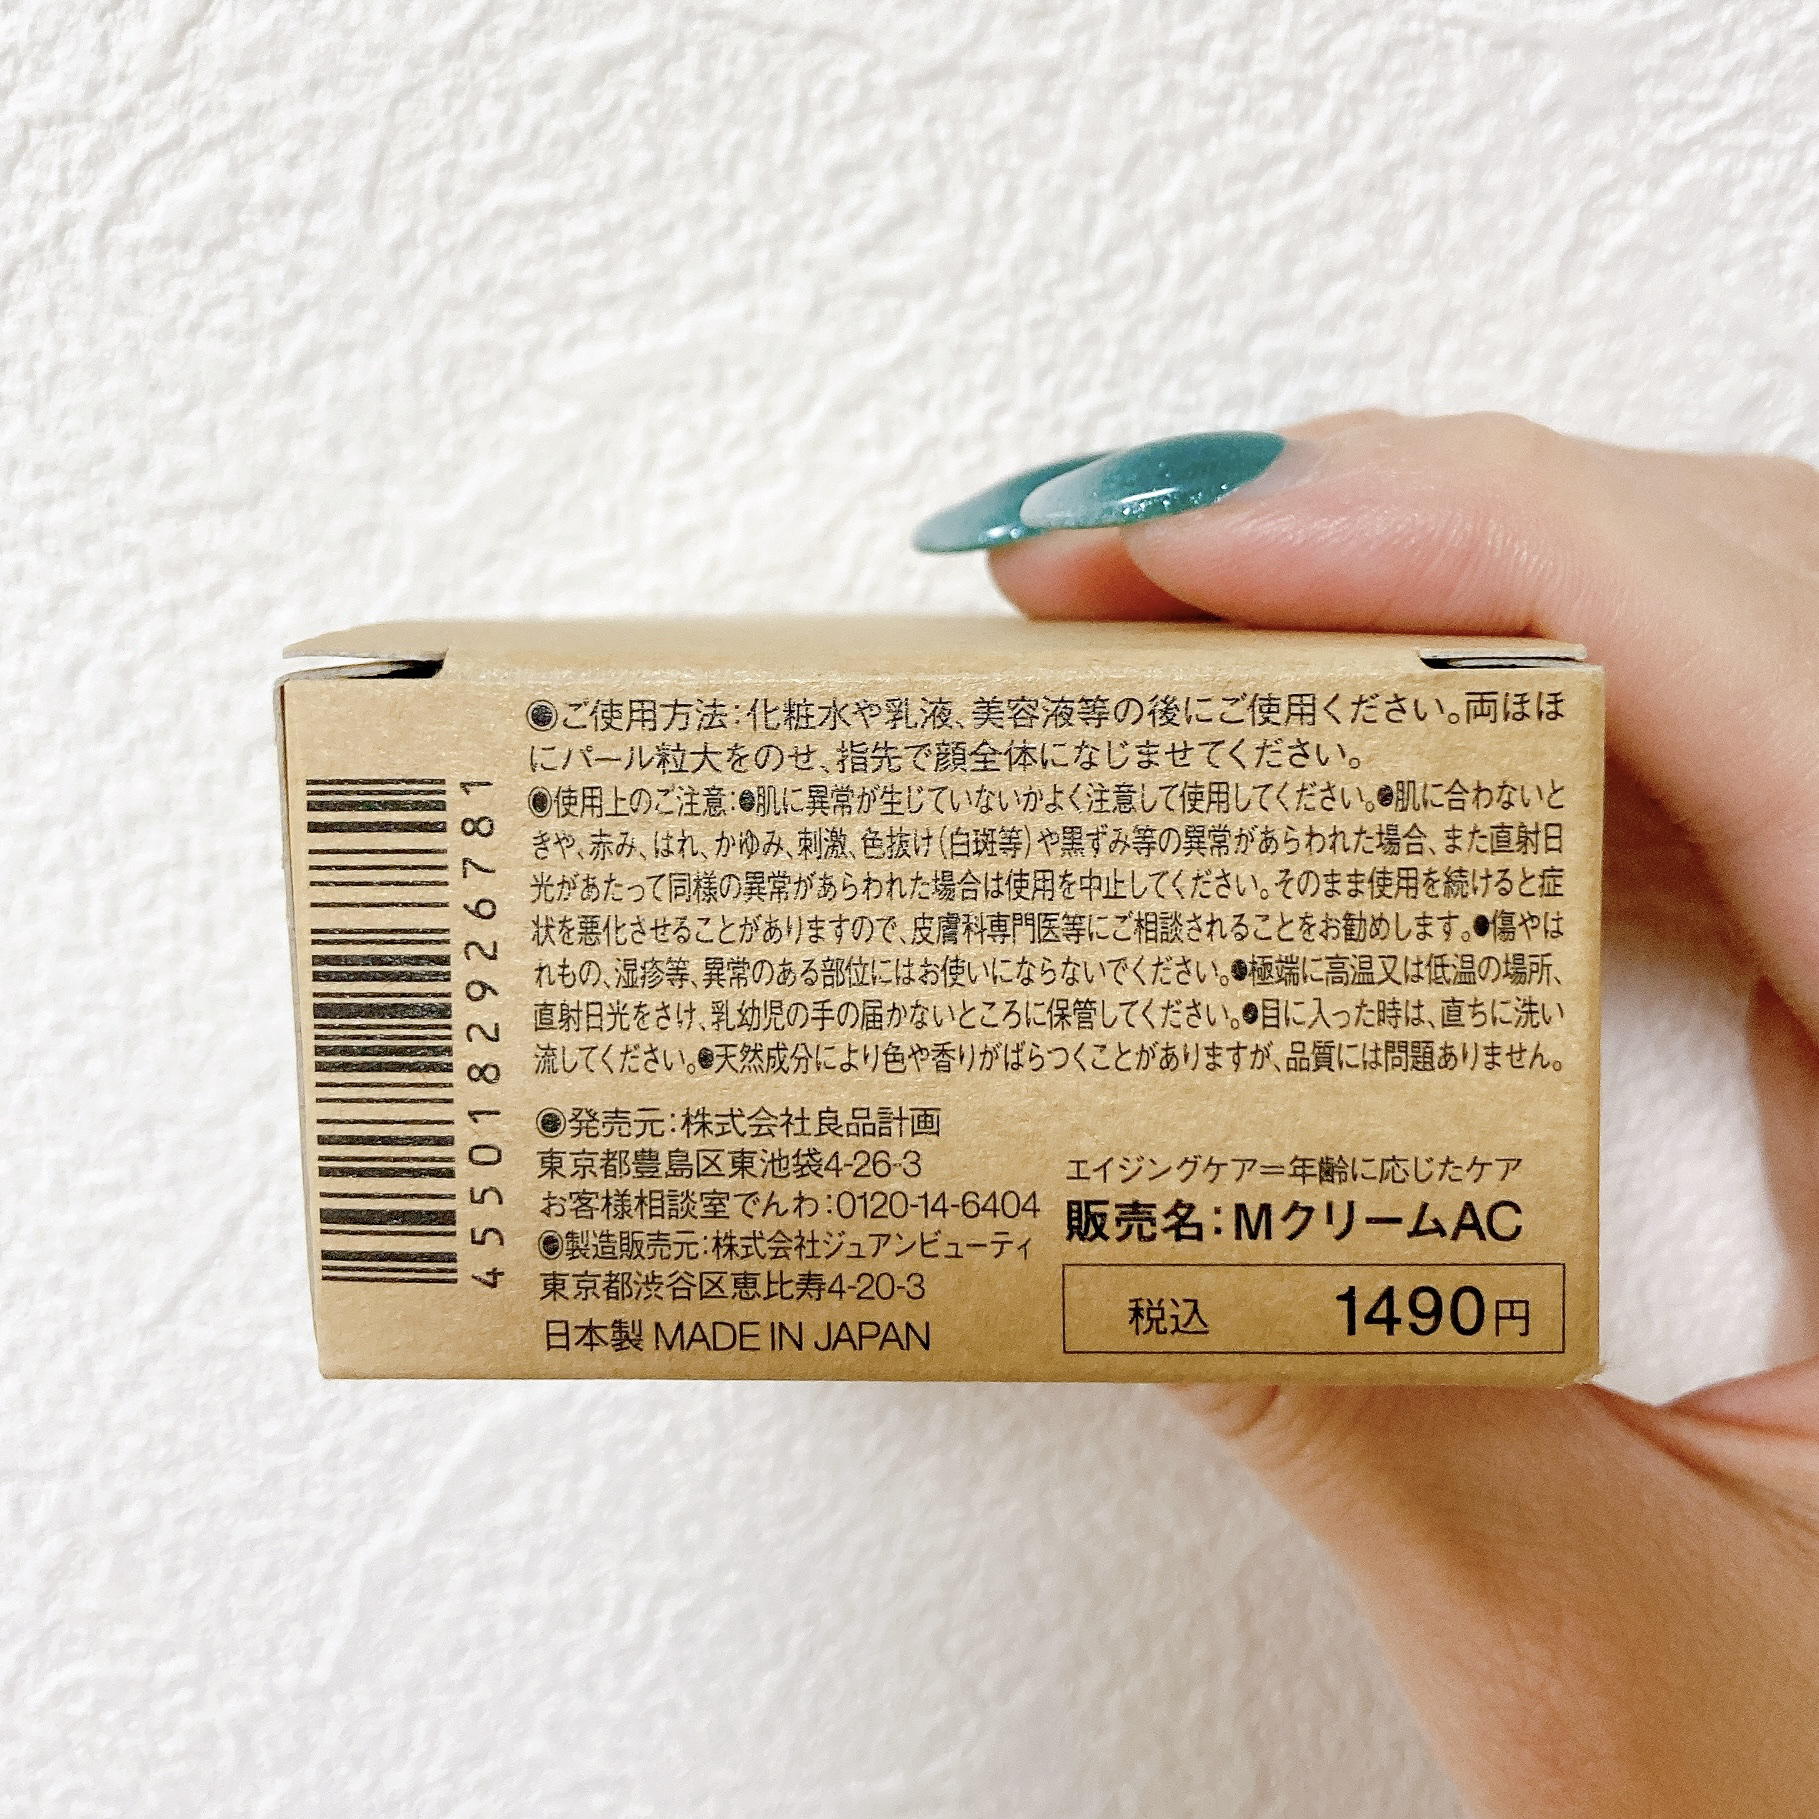 ◉ご使用方法：化粧水や乳液、美容液等の後にご使用ください。両ほほ
にパール粒大をのせ、指先で顔全体になじませてください。
◉使用上のご注意：●肌に異常が生じていないかよく注意して使用してください。●肌に合わないと
きや、赤み、はれ、かゆみ、刺激、色抜け（白斑等）や黒ずみ等の異常があらわれた場合、また直射日
光があたって同様の異常があらわれた場合は使用を中止してください。そのまま使用を続けると症
状を悪化させることがありますので、皮膚科専門医等にご相談されることをお勧めします。●傷やは
れもの、湿疹等、異常のある部位にはお使いにならないでください。●極端に高温又は低温の場所、
直射日光をさけ、乳幼児の手の届かないところに保管してください。●目に入った時は、直ちに洗い
流してください。●天然成分により色や香りがばらつくことがありますが、品質には問題ありません。
◉発売元：株式会社良品計画
東京都豊島区東池袋4-26-3
お客様相談室でんわ：0120-14-6404
◉製造販売元：株式会社ジュアンビューティ
東京都渋谷区恵比寿4-20-3
日本製 MADE IN JAPAN
エイジングケア＝年齢に応じたケア
販売名：MクリームAC
税込 1490円
4550182926781